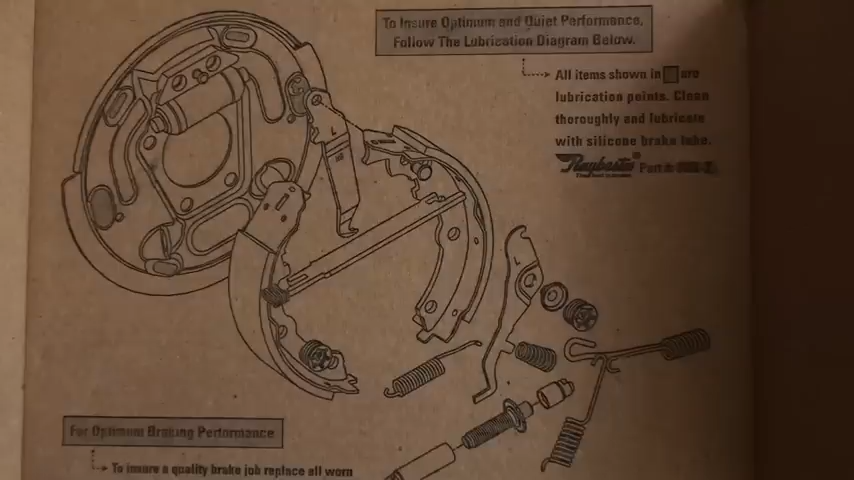 To Insure Optimum and Quiet Performance,
Follow The Lubrication Diagram Below.
All items shown in are
lubrication points. Clean
thoroughly and lubricate
with silicone brake lube.
Raybestos Part #
L
L
For Optimum Braking Performance
To insure a quality brake job replace all worn